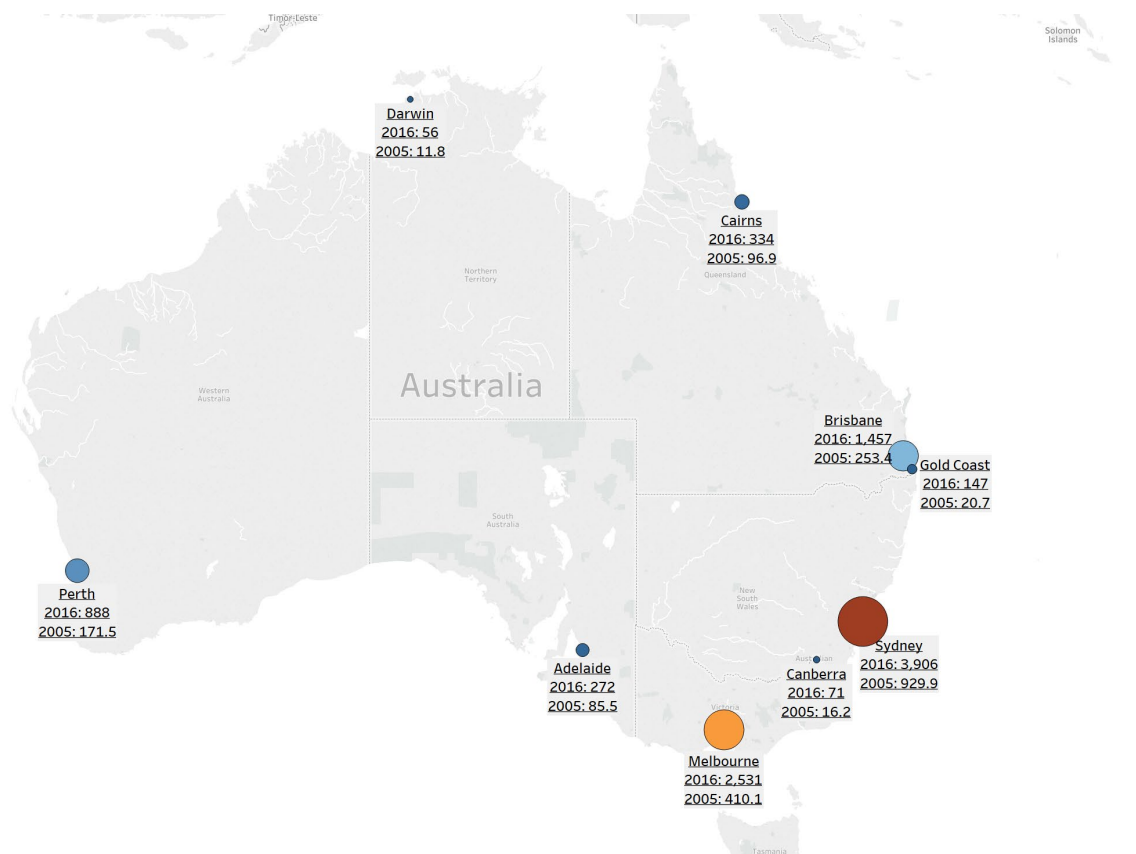 Timor-Leste
Solomon
Islands
Darwin
2016: 56
2005: 11.8
Cairns
2016: 334
2005: 96.9
Queensland
Northern
Territory
Australia
Western
Australia
Brisbane
2016: 1,457
2005: 253.4
Gold Coast
2016: 147
2005: 20.7
South
Australia
Perth
2016: 888
2005: 171.5
New
South
Wales
Sydney
2016: 3,906
2005: 929.9
Adelaide
2016: 272
2005: 85.5
Australian
Canberra
2016: 71
2005: 16.2
Victoria
Melbourne
2016: 2,531
2005: 410.1
Tasmania